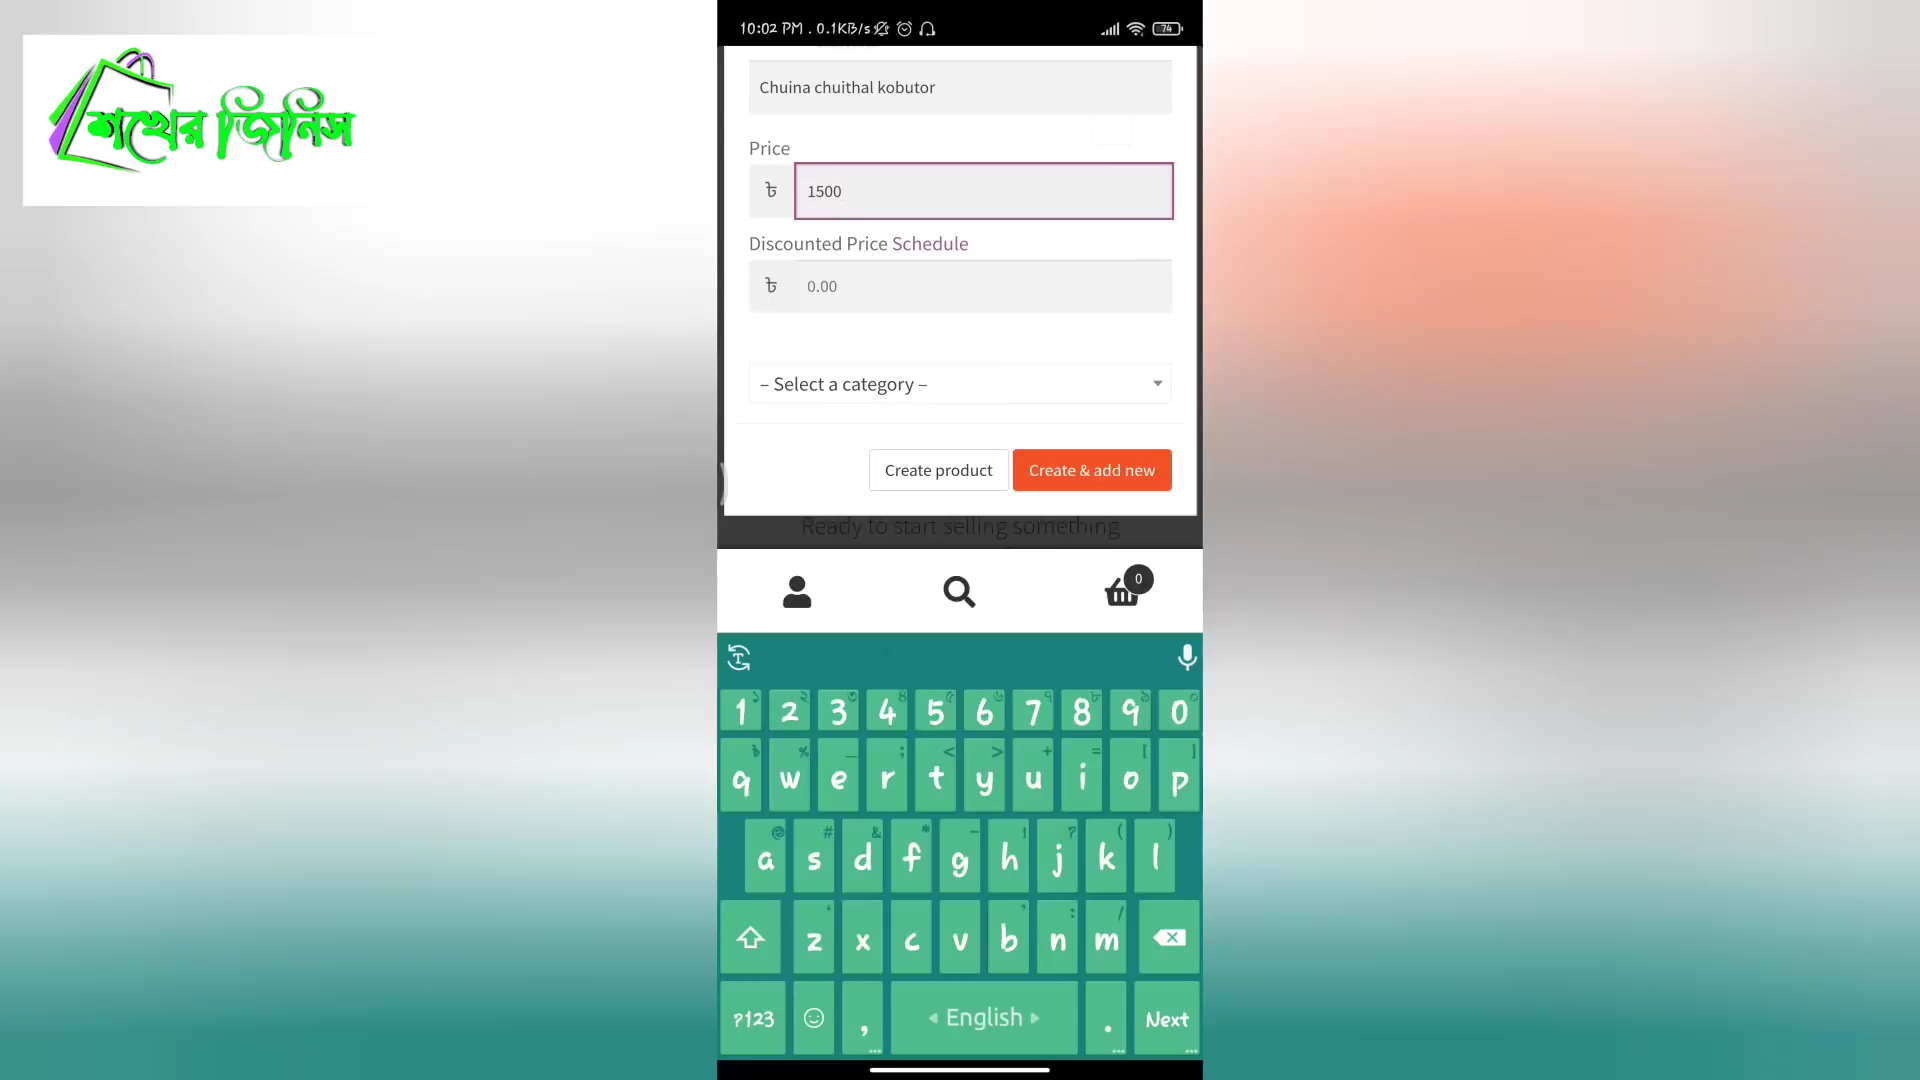 10:02 PM . 0.1KB/s
74
শখের জিনিস
Chuina chuithal kobutor
Price
৳ 1500
Discounted Price Schedule
৳ 0.00
– Select a category –
Create product Create & add new
Ready to start selling something
0
1 2 3 4 5 6 7 8 9 0
q w e r t y u i o p
a s d f g h j k l
z x c v b n m
?123 , English . Next